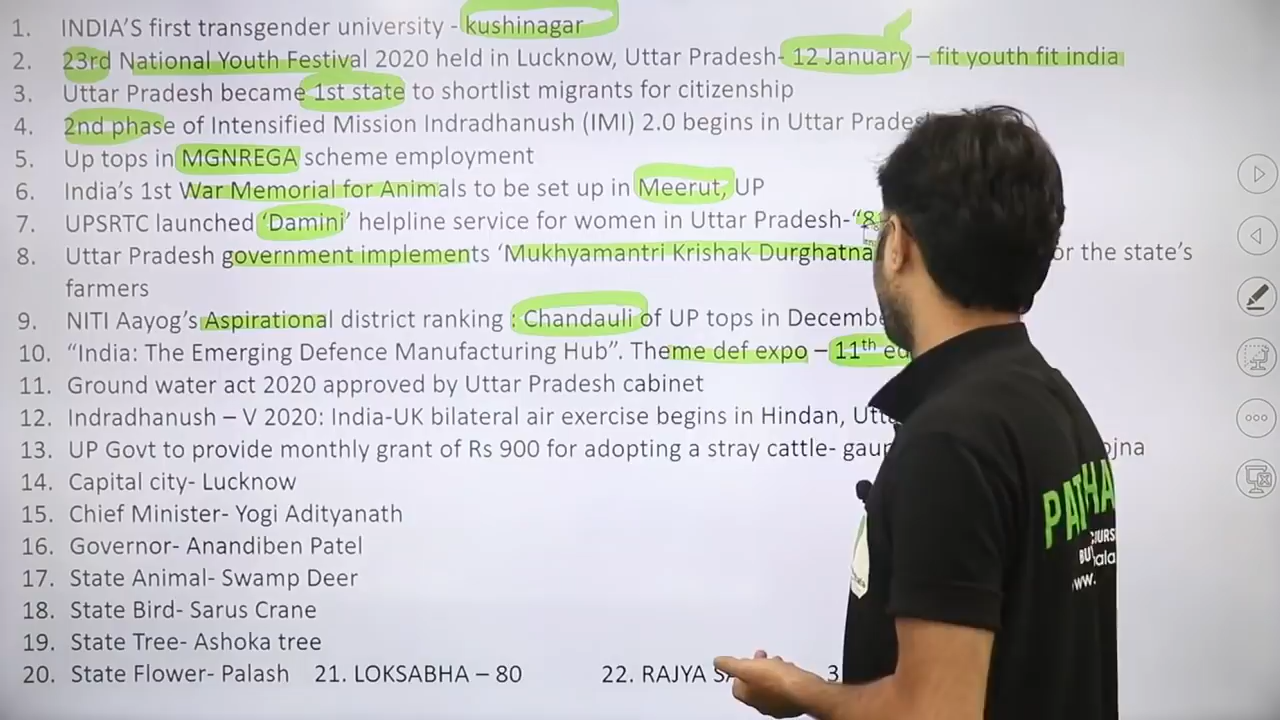 1. INDIA'S first transgender university - kushinagar
2. 23rd National Youth Festival 2020 held in Lucknow, Uttar Pradesh- 12 January – fit youth fit india
3. Uttar Pradesh became 1st state to shortlist migrants for citizenship
4. 2nd phase of Intensified Mission Indradhanush (IMI) 2.0 begins in Uttar
5. Up tops in MGNREGA scheme employment
6. India's 1st War Memorial for Animals to be set up in Meerut, UP
7. UPSRTC launched 'Damini' helpline service for women in Uttar Pradesh-"
8. Uttar Pradesh government implements 'Mukhyamantri Krishak Durghatna the state's
farmers
9. NITI Aayog's Aspirational district ranking : Chandauli of UP tops in
10. "India: The Emerging Defence Manufacturing Hub". Theme def expo – 11th
11. Ground water act 2020 approved by Uttar Pradesh cabinet
12. Indradhanush – V 2020: India-UK bilateral air exercise begins in Hindan,
13. UP Govt to provide monthly grant of Rs 900 for adopting a stray cattle-
14. Capital city- Lucknow
15. Chief Minister- Yogi Adityanath
16. Governor- Anandiben Patel
17. State Animal- Swamp Deer
18. State Bird- Sarus Crane
19. State Tree- Ashoka tree
20. State Flower- Palash 21. LOKSABHA – 80 22. RAJYA